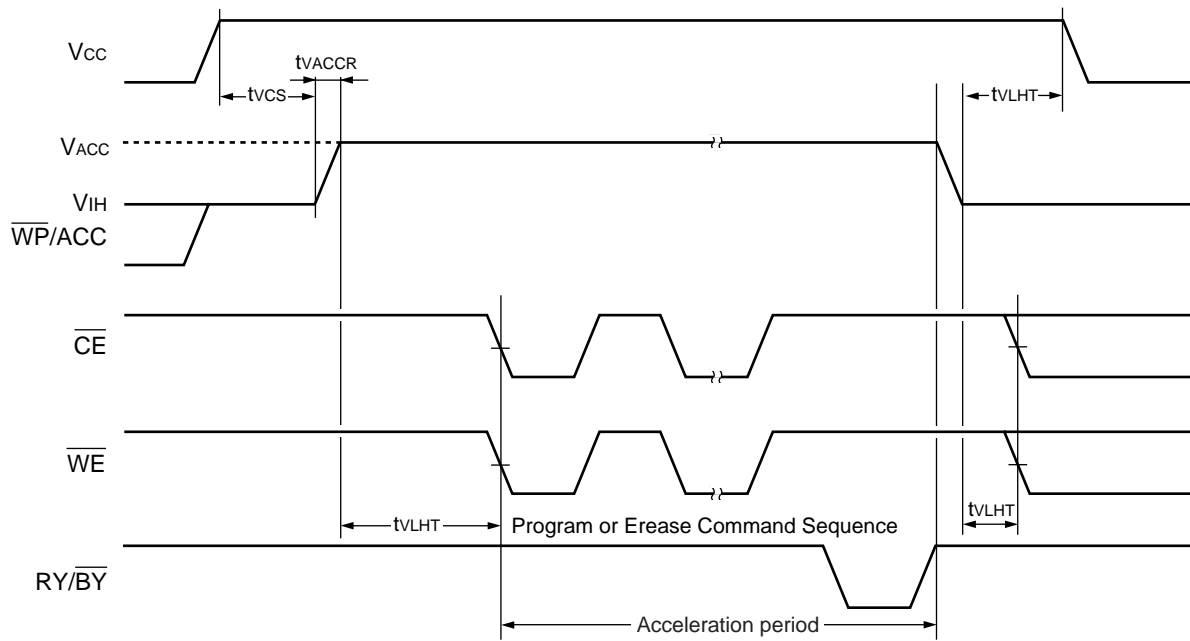 VCC
tVACCR
tVCS
tVLHT
VACC
VIH
WP/ACC
CE
WE
tVLHT
Program or Erease Command Sequence
tVLHT
RY/BY
Acceleration period